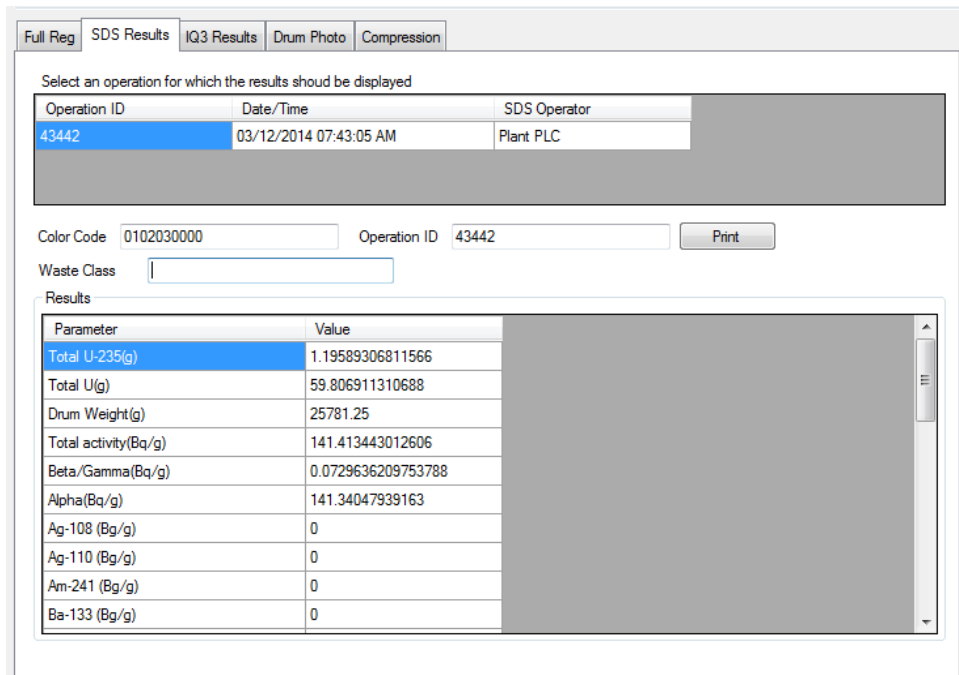 Full Reg SDS Results IQ3 Results Drum Photo Compression
Select an operation for which the results shoud be displayed
Operation ID Date/Time SDS Operator
43442 03/12/2014 07:43:05 AM Plant PLC
Color Code 0102030000 Operation ID 43442 Print
Waste Class
Results
Parameter Value
Total U-235(g) 1.19589306811566
Total U(g) 59.806911310688
Drum Weight(g) 25781.25
Total activity(Bq/g) 141.413443012606
Beta/Gamma(Bq/g) 0.0729636209753788
Alpha(Bq/g) 141.34047939163
Ag-108 (Bg/g) 0
Ag-110 (Bg/g) 0
Am-241 (Bg/g) 0
Ba-133 (Bg/g) 0